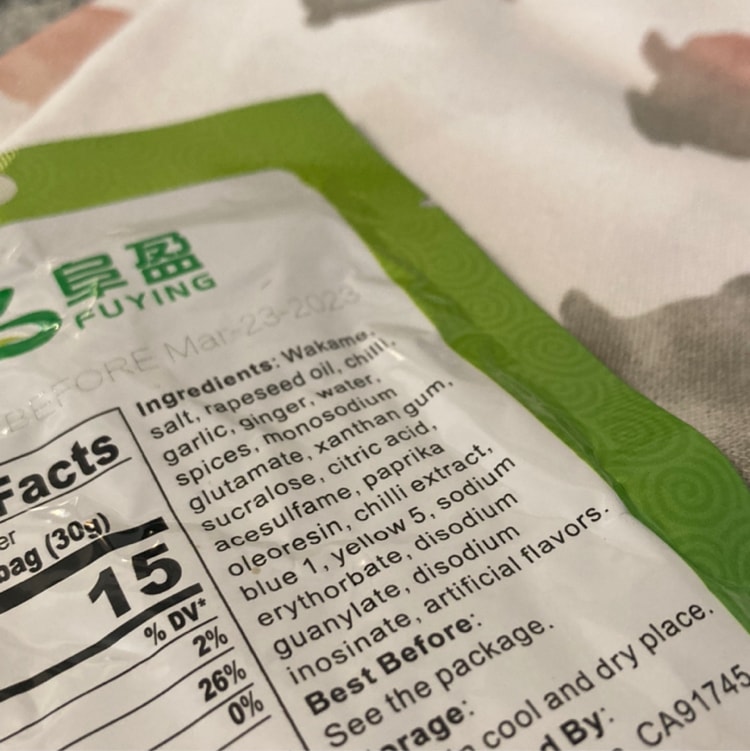 阜盈
FUYING
BEFORE Mar-23-2023
Ingredients: Wakame,
salt, rapeseed oil, chilli,
garlic, ginger, water,
spices, monosodium
glutamate, xanthan gum,
sucralose, citric acid,
acesulfame, paprika
oleoresin, chilli extract,
blue 1, yellow 5, sodium
erythorbate, disodium
guanylate, disodium
inosinate, artificial flavors.
Best Before:
See the package.
cool and dry place.
By:
CA91745
Facts
bag (30g)
15
% DV*
2%
26%
0%